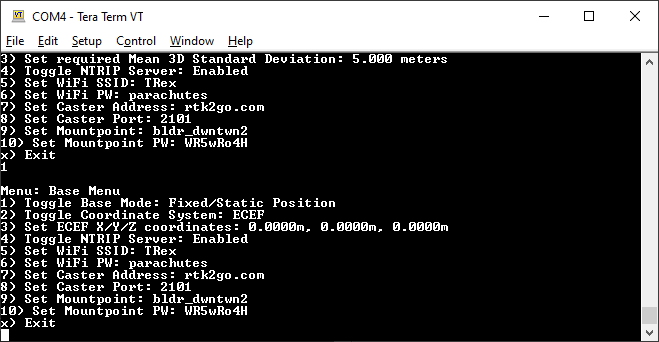 COM4 - Tera Term VT
File Edit Setup Control Window Help
3) Set required Mean 3D Standard Deviation: 5.000 meters
4) Toggle NTRIP Server: Enabled
5) Set WiFi SSID: TRex
6) Set WiFi PW: parachutes
7) Set Caster Address: rtk2go.com
8) Set Caster Port: 2101
9) Set Mountpoint: bldr_dwntwn2
10) Set Mountpoint PW: WR5wRo4H
x) Exit
1
Menu: Base Menu
1) Toggle Base Mode: Fixed/Static Position
2) Toggle Coordinate System: ECEF
3) Set ECEF X/Y/Z coordinates: 0.0000m, 0.0000m, 0.0000m
4) Toggle NTRIP Server: Enabled
5) Set WiFi SSID: TRex
6) Set WiFi PW: parachutes
7) Set Caster Address: rtk2go.com
8) Set Caster Port: 2101
9) Set Mountpoint: bldr_dwntwn2
10) Set Mountpoint PW: WR5wRo4H
x) Exit